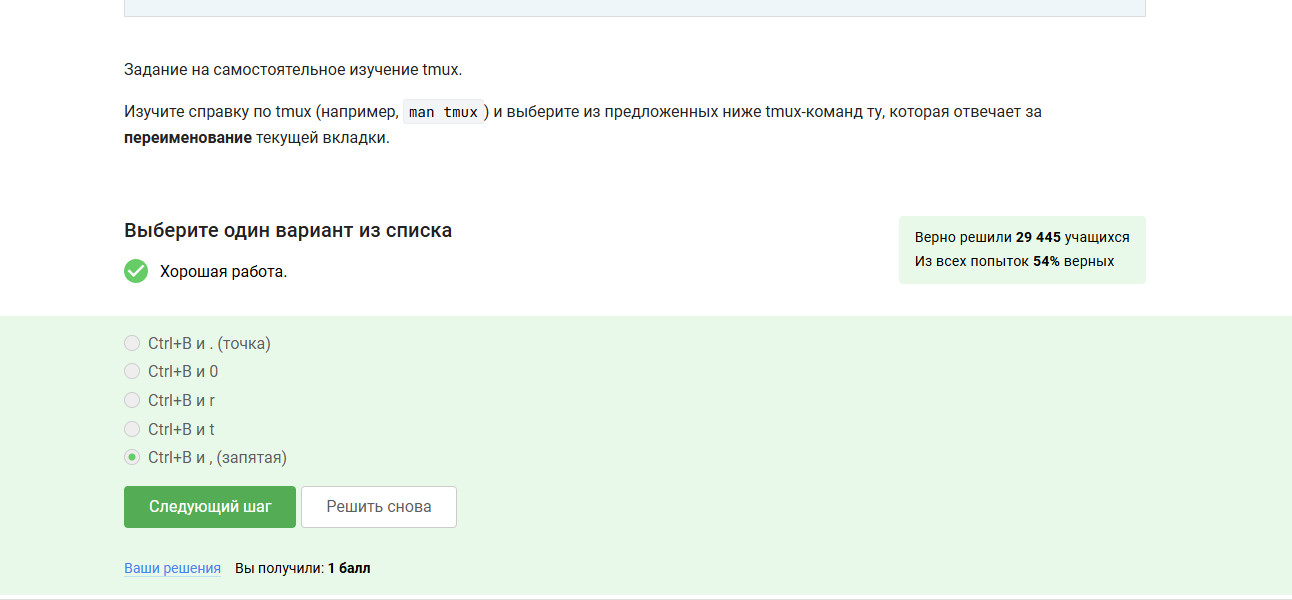 Задание на самостоятельное изучение tmux.
Изучите справку по tmux (например, man tmux ) и выберите из предложенных ниже tmux-команд ту, которая отвечает за
переименование текущей вкладки.
Выберите один вариант из списка
Верно решили 29 445 учащихся
Из всех попыток 54% верных
Хорошая работа.
Ctrl+B и . (точка)
Ctrl+B и 0
Ctrl+B и r
Ctrl+B и t
Ctrl+B и , (запятая)
Следующий шаг Решить снова
Ваши решения Вы получили: 1 балл